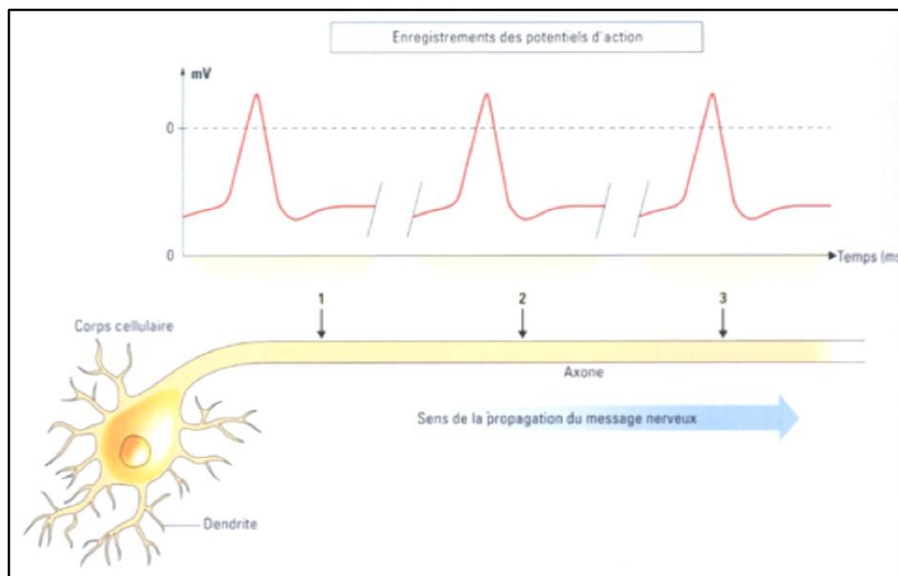 Enregistrements des potentiels d'action
mV
0
0
Temps (ms
1
2
3
Corps cellulaire
Axone
Sens de la propagation du message nerveux
Dendrite